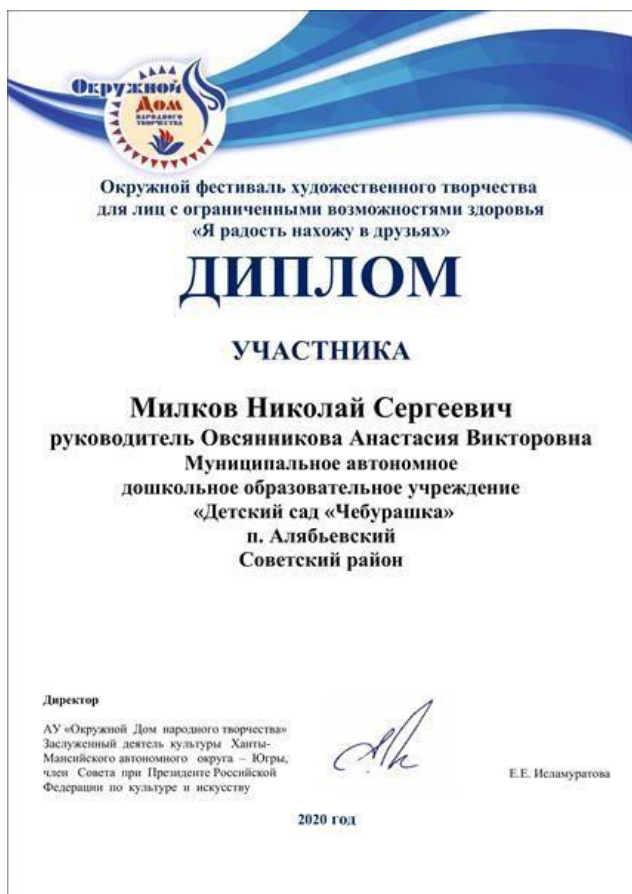 Окружной
Дом
НАРОДНОГО
ТВОРЧЕСТВА
Окружной фестиваль художественного творчества
для лиц с ограниченными возможностями здоровья
«Я радость нахожу в друзьях»
ДИПЛОМ
УЧАСТНИКА
Милков Николай Сергеевич
руководитель Овсянникова Анастасия Викторовна
Муниципальное автономное
дошкольное образовательное учреждение
«Детский сад «Чебурашка»
п. Алябьевский
Советский район
Директор
АУ «Окружной Дом народного творчества»
Заслуженный деятель культуры Ханты-
Мансийского автономного округа – Югры,
член Совета при Президенте Российской
Федерации по культуре и искусству
Е.Е. Исламуратова
2020 год